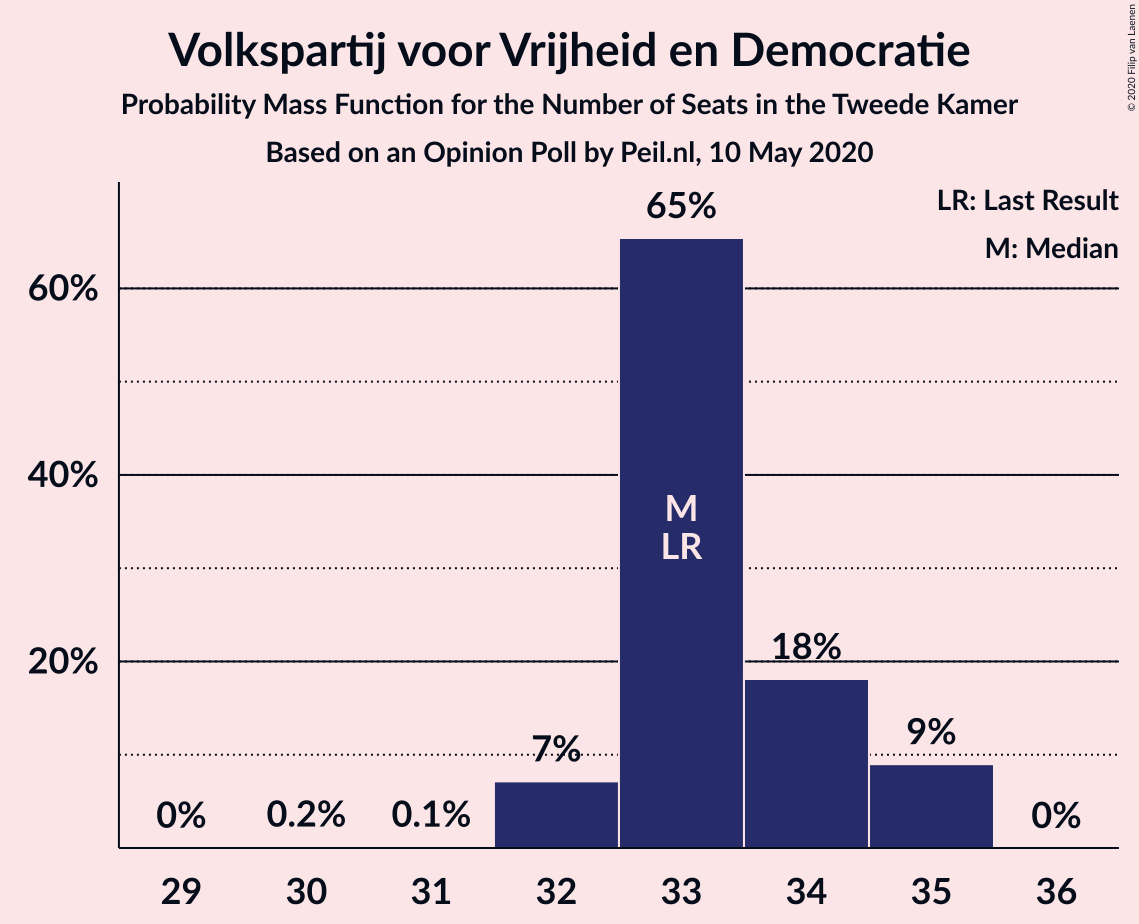 Volkspartij voor Vrijheid en Democratie
Probability Mass Function for the Number of Seats in the Tweede Kamer
Based on an Opinion Poll by Peil.nl, 10 May 2020
© 2020 Filip van Laenen
LR: Last Result
M: Median
60%
40%
20%
0%
0.2%
0.1%
7%
65%
M
LR
18%
9%
0%
29
30
31
32
33
34
35
36